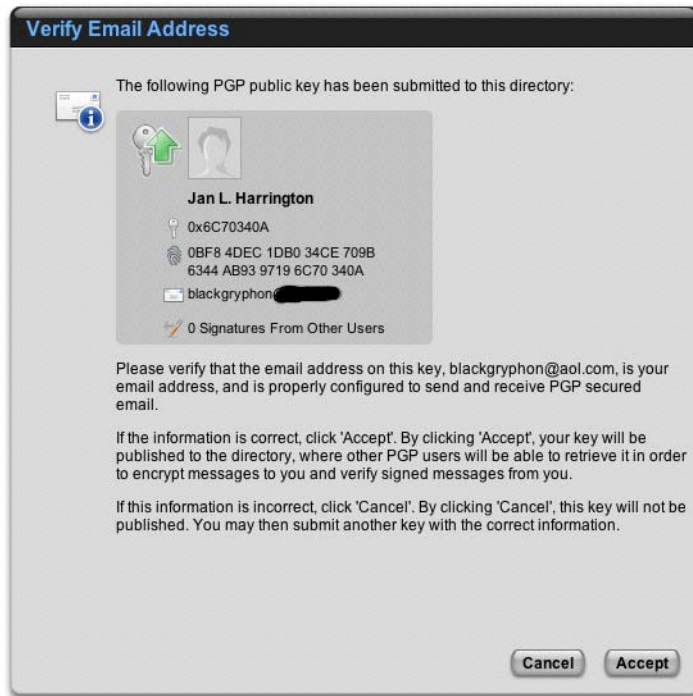 Verify Email Address
The following PGP public key has been submitted to this directory:
Jan L. Harrington
0x6C70340A
0BF8 4DEC 1DB0 34CE 709B
6344 AB93 9719 6C70 340A
blackgryphon
0 Signatures From Other Users
Please verify that the email address on this key, blackgryphon@aol.com, is your
email address, and is properly configured to send and receive PGP secured
email.
If the information is correct, click 'Accept'. By clicking 'Accept', your key will be
published to the directory, where other PGP users will be able to retrieve it in order
to encrypt messages to you and verify signed messages from you.
If this information is incorrect, click 'Cancel'. By clicking 'Cancel', this key will not be
published. You may then submit another key with the correct information.
Cancel Accept